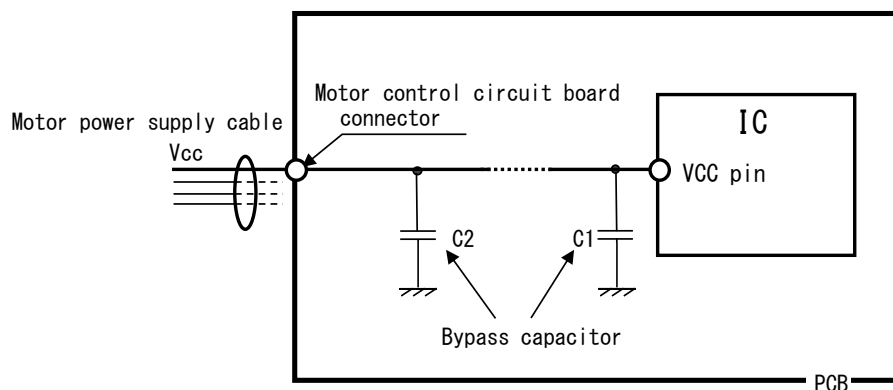 Motor control circuit board
connector
Motor power supply cable
Vcc
IC
VCC pin
C2
C1
Bypass capacitor
PCB